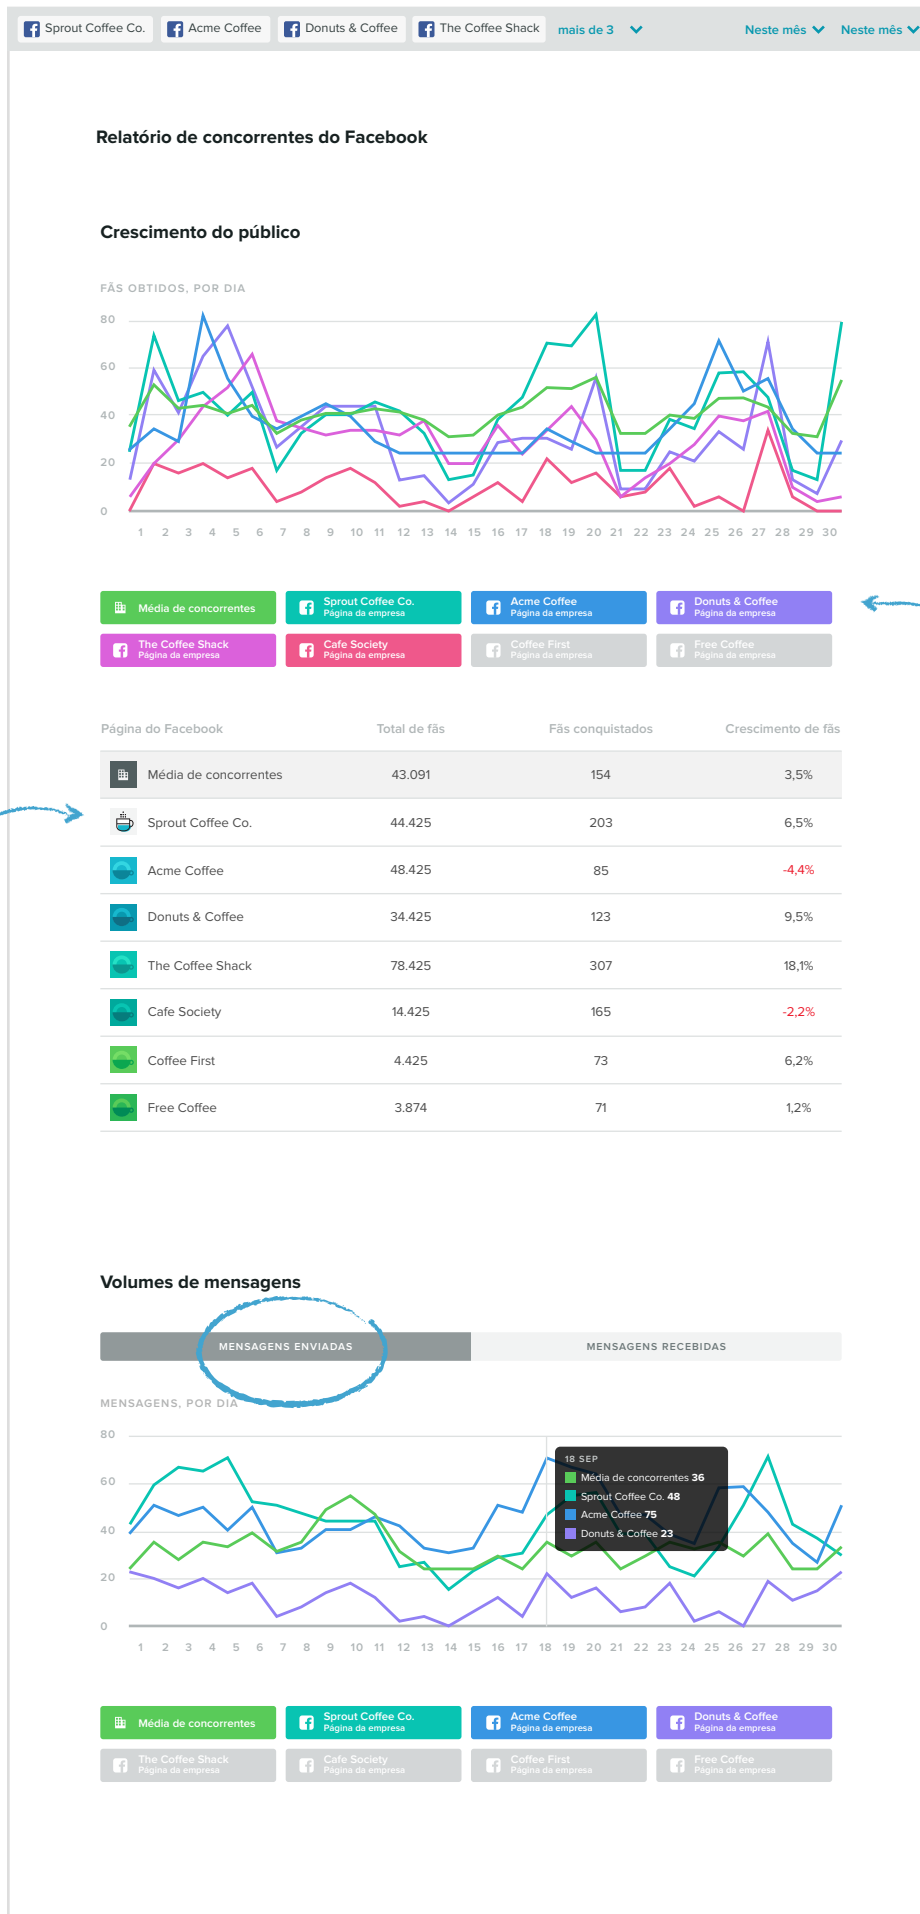 Sprout Coffee Co. Acme Coffee Donuts & Coffee The Coffee Shack mais de 3 Neste mês Neste mês
Relatório de concorrentes do Facebook
Crescimento do público
FÃS OBTIDOS, POR DIA
80
60
40
20
0
1 2 3 4 5 6 7 8 9 10 11 12 13 14 15 16 17 18 19 20 21 22 23 24 25 26 27 28 29 30
Média de concorrentes
Sprout Coffee Co.
Página da empresa
Acme Coffee
Página da empresa
Donuts & Coffee
Página da empresa
The Coffee Shack
Página da empresa
Cafe Society
Página da empresa
Coffee First
Página da empresa
Free Coffee
Página da empresa
Página do Facebook Total de fãs Fãs conquistados Crescimento de fãs
Média de concorrentes 43.091 154 3,5%
Sprout Coffee Co. 44.425 203 6,5%
Acme Coffee 48.425 85 -4,4%
Donuts & Coffee 34.425 123 9,5%
The Coffee Shack 78.425 307 18,1%
Cafe Society 14.425 165 -2,2%
Coffee First 4.425 73 6,2%
Free Coffee 3.874 71 1,2%
Volumes de mensagens
MENSAGENS ENVIADAS MENSAGENS RECEBIDAS
MENSAGENS, POR DIA
80
60
40
20
0
18 SEP
Média de concorrentes 36
Sprout Coffee Co. 48
Acme Coffee 75
Donuts & Coffee 23
1 2 3 4 5 6 7 8 9 10 11 12 13 14 15 16 17 18 19 20 21 22 23 24 25 26 27 28 29 30
Média de concorrentes
Sprout Coffee Co.
Página da empresa
Acme Coffee
Página da empresa
Donuts & Coffee
Página da empresa
The Coffee Shack
Página da empresa
Cafe Society
Página da empresa
Coffee First
Página da empresa
Free Coffee
Página da empresa